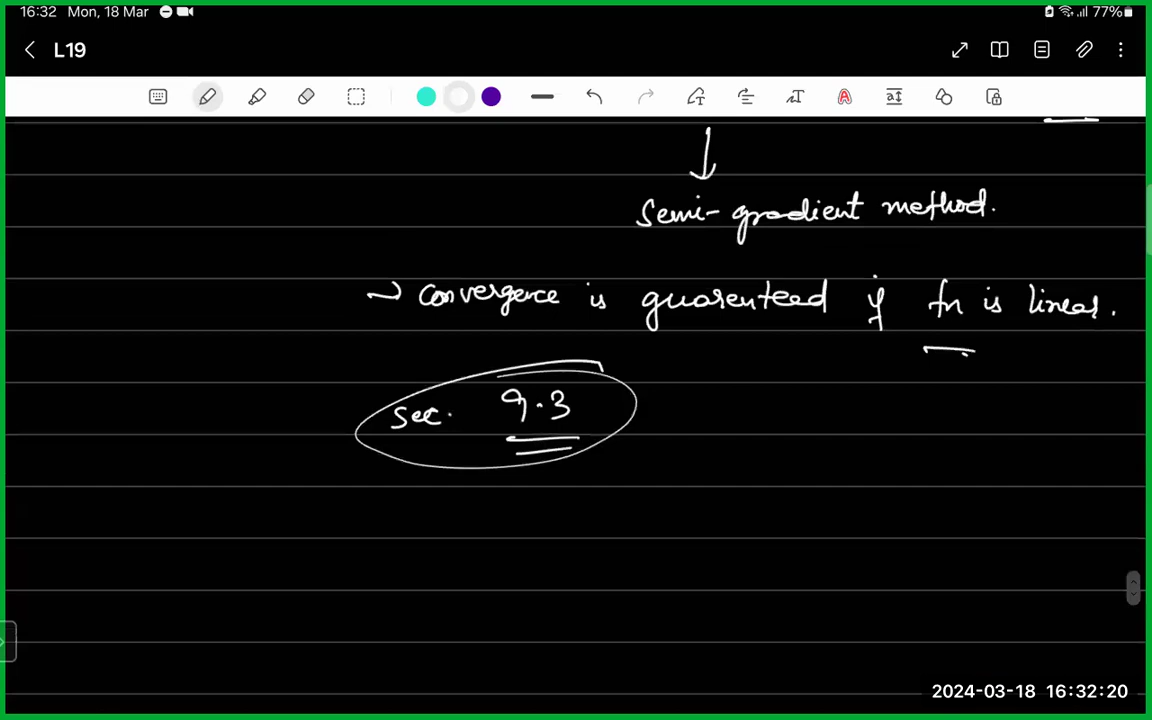 16:32 Mon, 18 Mar
77%
L19
Semi-gradient method.
→ Convergence is guarenteed if fn is linear.
Sec. 9.3
2024-03-18 16:32:20